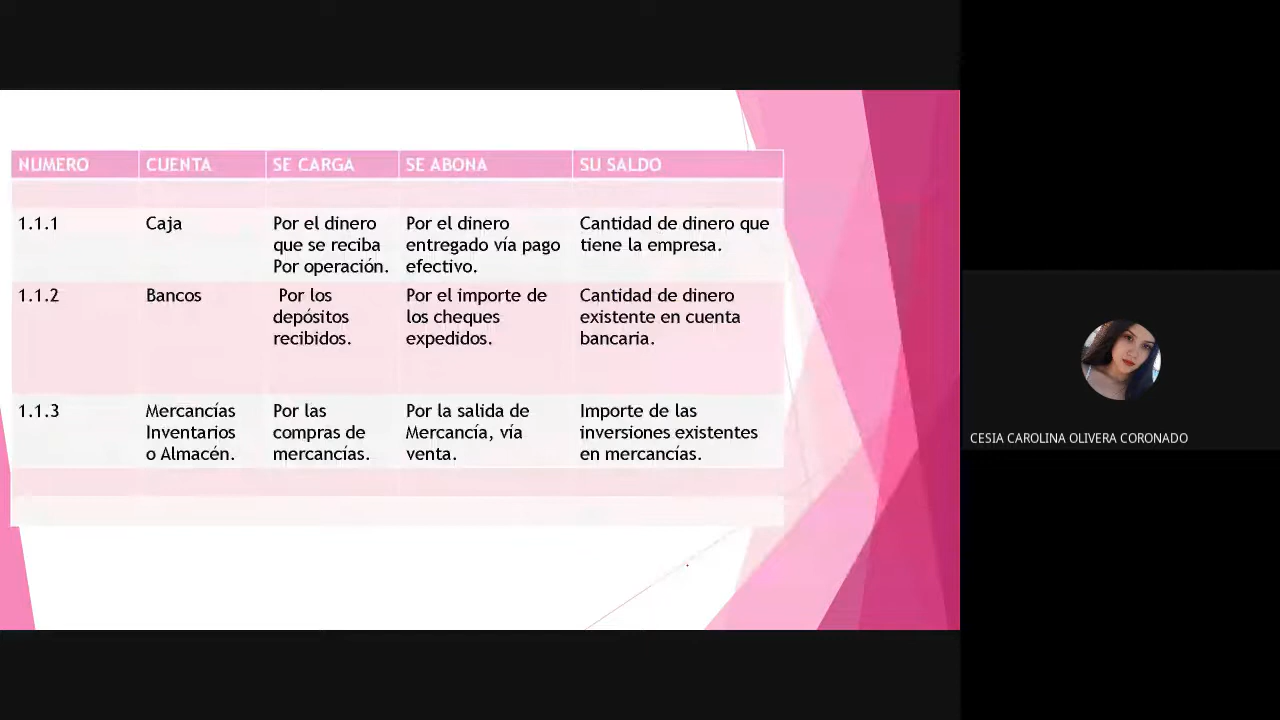 NUMERO CUENTA SE CARGA SE ABONA SU SALDO
1.1.1 Caja Por el dinero Por el dinero Cantidad de dinero que
que se reciba entregado vía pago tiene la empresa.
Por operación. efectivo.
1.1.2 Bancos Por los Por el importe de Cantidad de dinero
depósitos los cheques existente en cuenta
recibidos. expedidos. bancaria.
1.1.3 Mercancías Por las Por la salida de Importe de las
Inventarios compras de Mercancía, vía inversiones existentes
o Almacén. mercancías. venta. en mercancías.
CESIA CAROLINA OLIVERA CORONADO